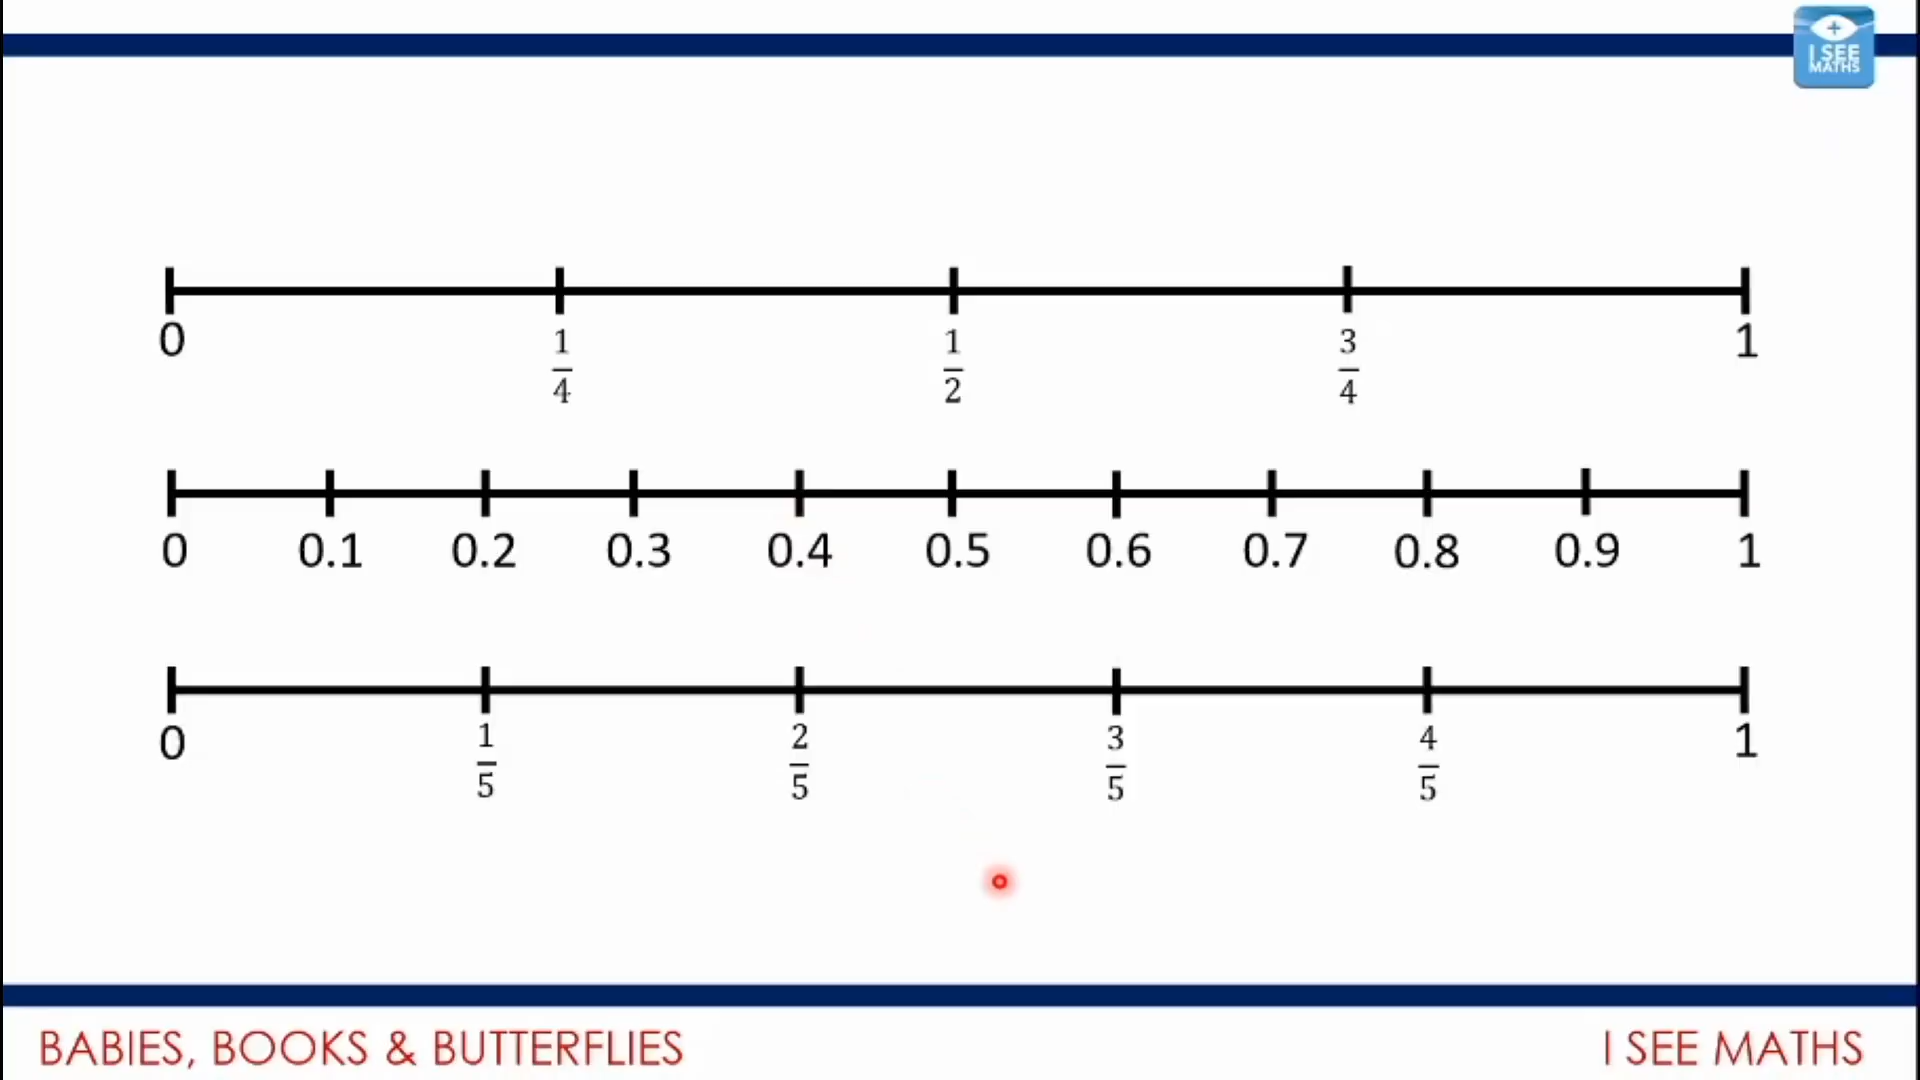 I SEE
MATHS
0 1/4 1/2 3/4 1
0 0.1 0.2 0.3 0.4 0.5 0.6 0.7 0.8 0.9 1
0 1/5 2/5 3/5 4/5 1
BABIES, BOOKS & BUTTERFLIES I SEE MATHS